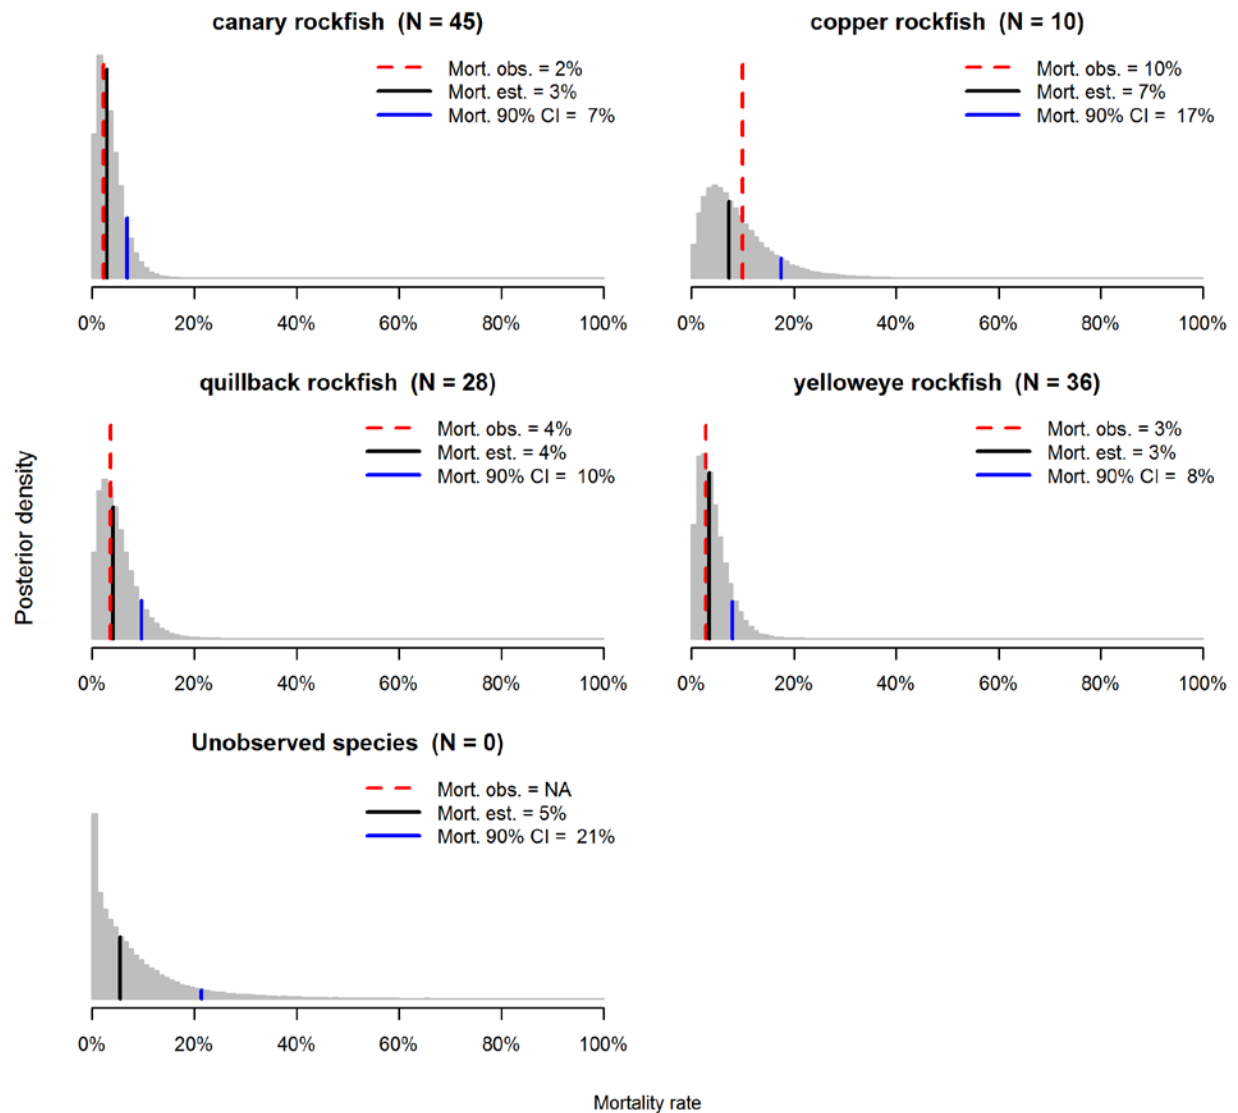 canary rockfish (N = 45)
Mort. obs. = 2%
Mort. est. = 3%
Mort. 90% CI = 7%
0% 20% 40% 60% 80% 100%
copper rockfish (N = 10)
Mort. obs. = 10%
Mort. est. = 7%
Mort. 90% CI = 17%
0% 20% 40% 60% 80% 100%
Posterior density
quillback rockfish (N = 28)
Mort. obs. = 4%
Mort. est. = 4%
Mort. 90% CI = 10%
0% 20% 40% 60% 80% 100%
yelloweye rockfish (N = 36)
Mort. obs. = 3%
Mort. est. = 3%
Mort. 90% CI = 8%
0% 20% 40% 60% 80% 100%
Unobserved species (N = 0)
Mort. obs. = NA
Mort. est. = 5%
Mort. 90% CI = 21%
0% 20% 40% 60% 80% 100%
Mortality rate